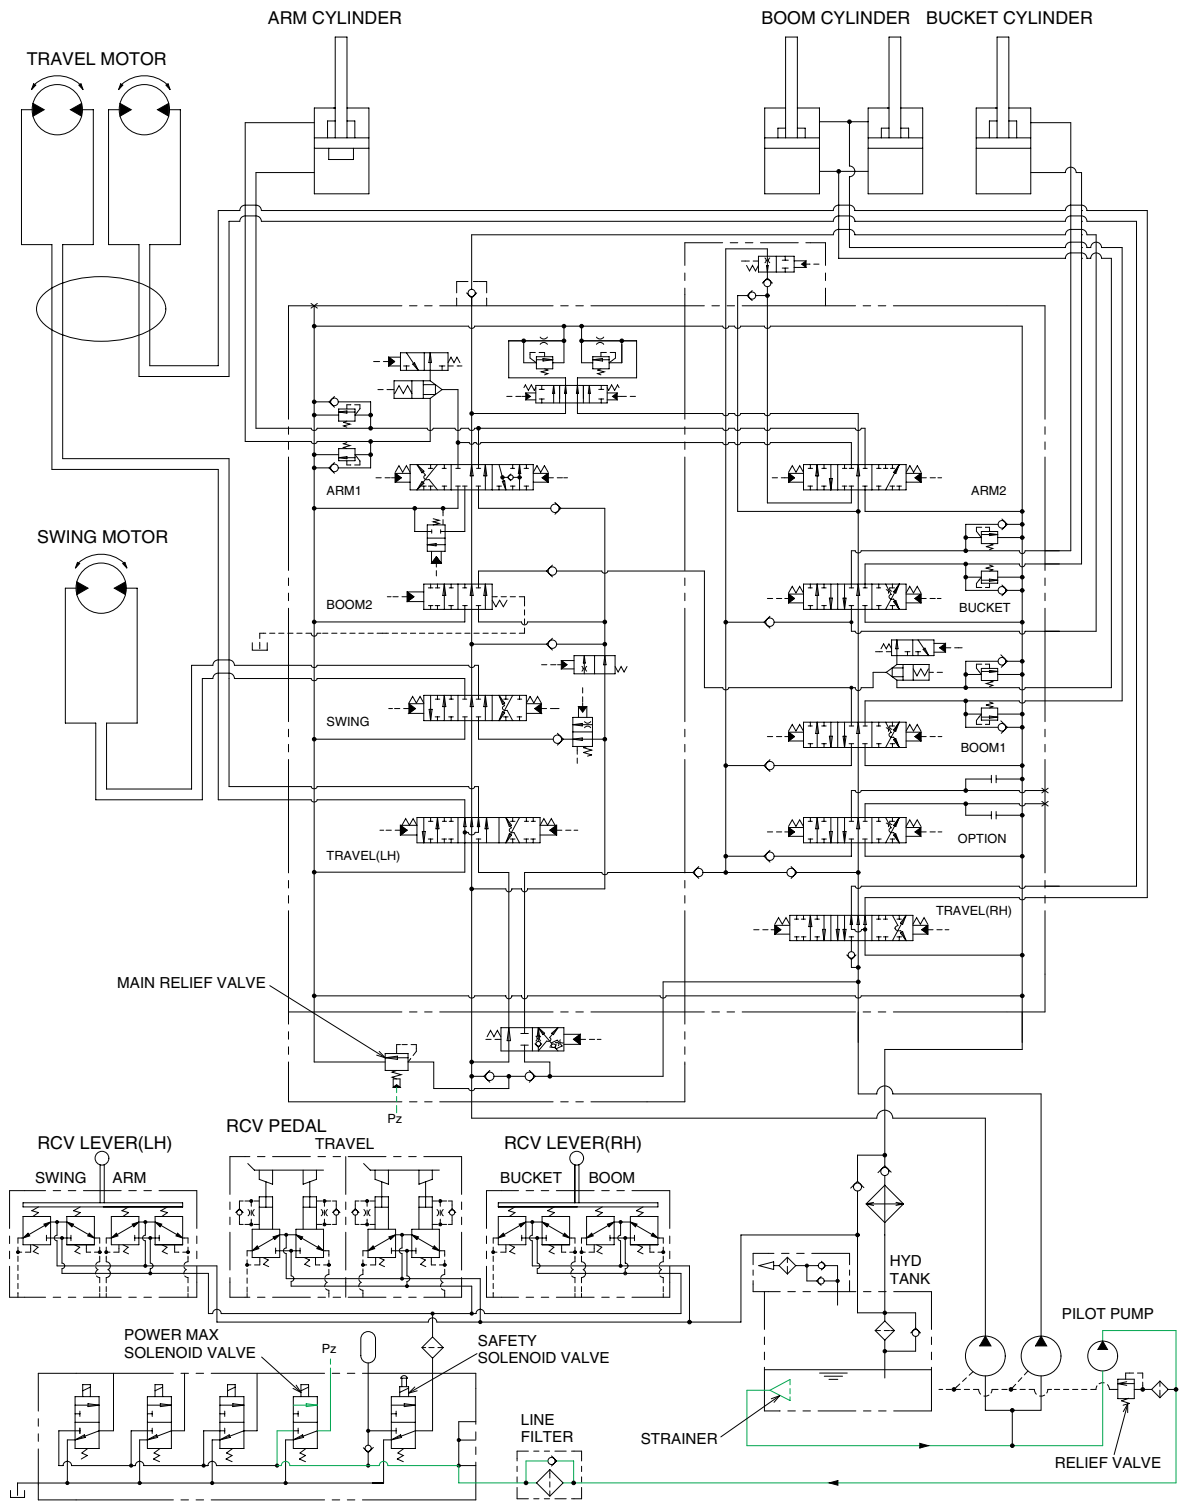 ARM CYLINDER
BOOM CYLINDER
BUCKET CYLINDER
TRAVEL MOTOR
ARM1
ARM2
SWING MOTOR
BOOM2
BUCKET
SWING
BOOM1
TRAVEL(LH)
OPTION
TRAVEL(RH)
MAIN RELIEF VALVE
Pz
RCV LEVER(LH)
SWING
ARM
RCV PEDAL
TRAVEL
RCV LEVER(RH)
BUCKET
BOOM
HYD
TANK
PILOT PUMP
POWER MAX
SOLENOID VALVE
Pz
SAFETY
SOLENOID VALVE
LINE
FILTER
STRAINER
RELIEF VALVE